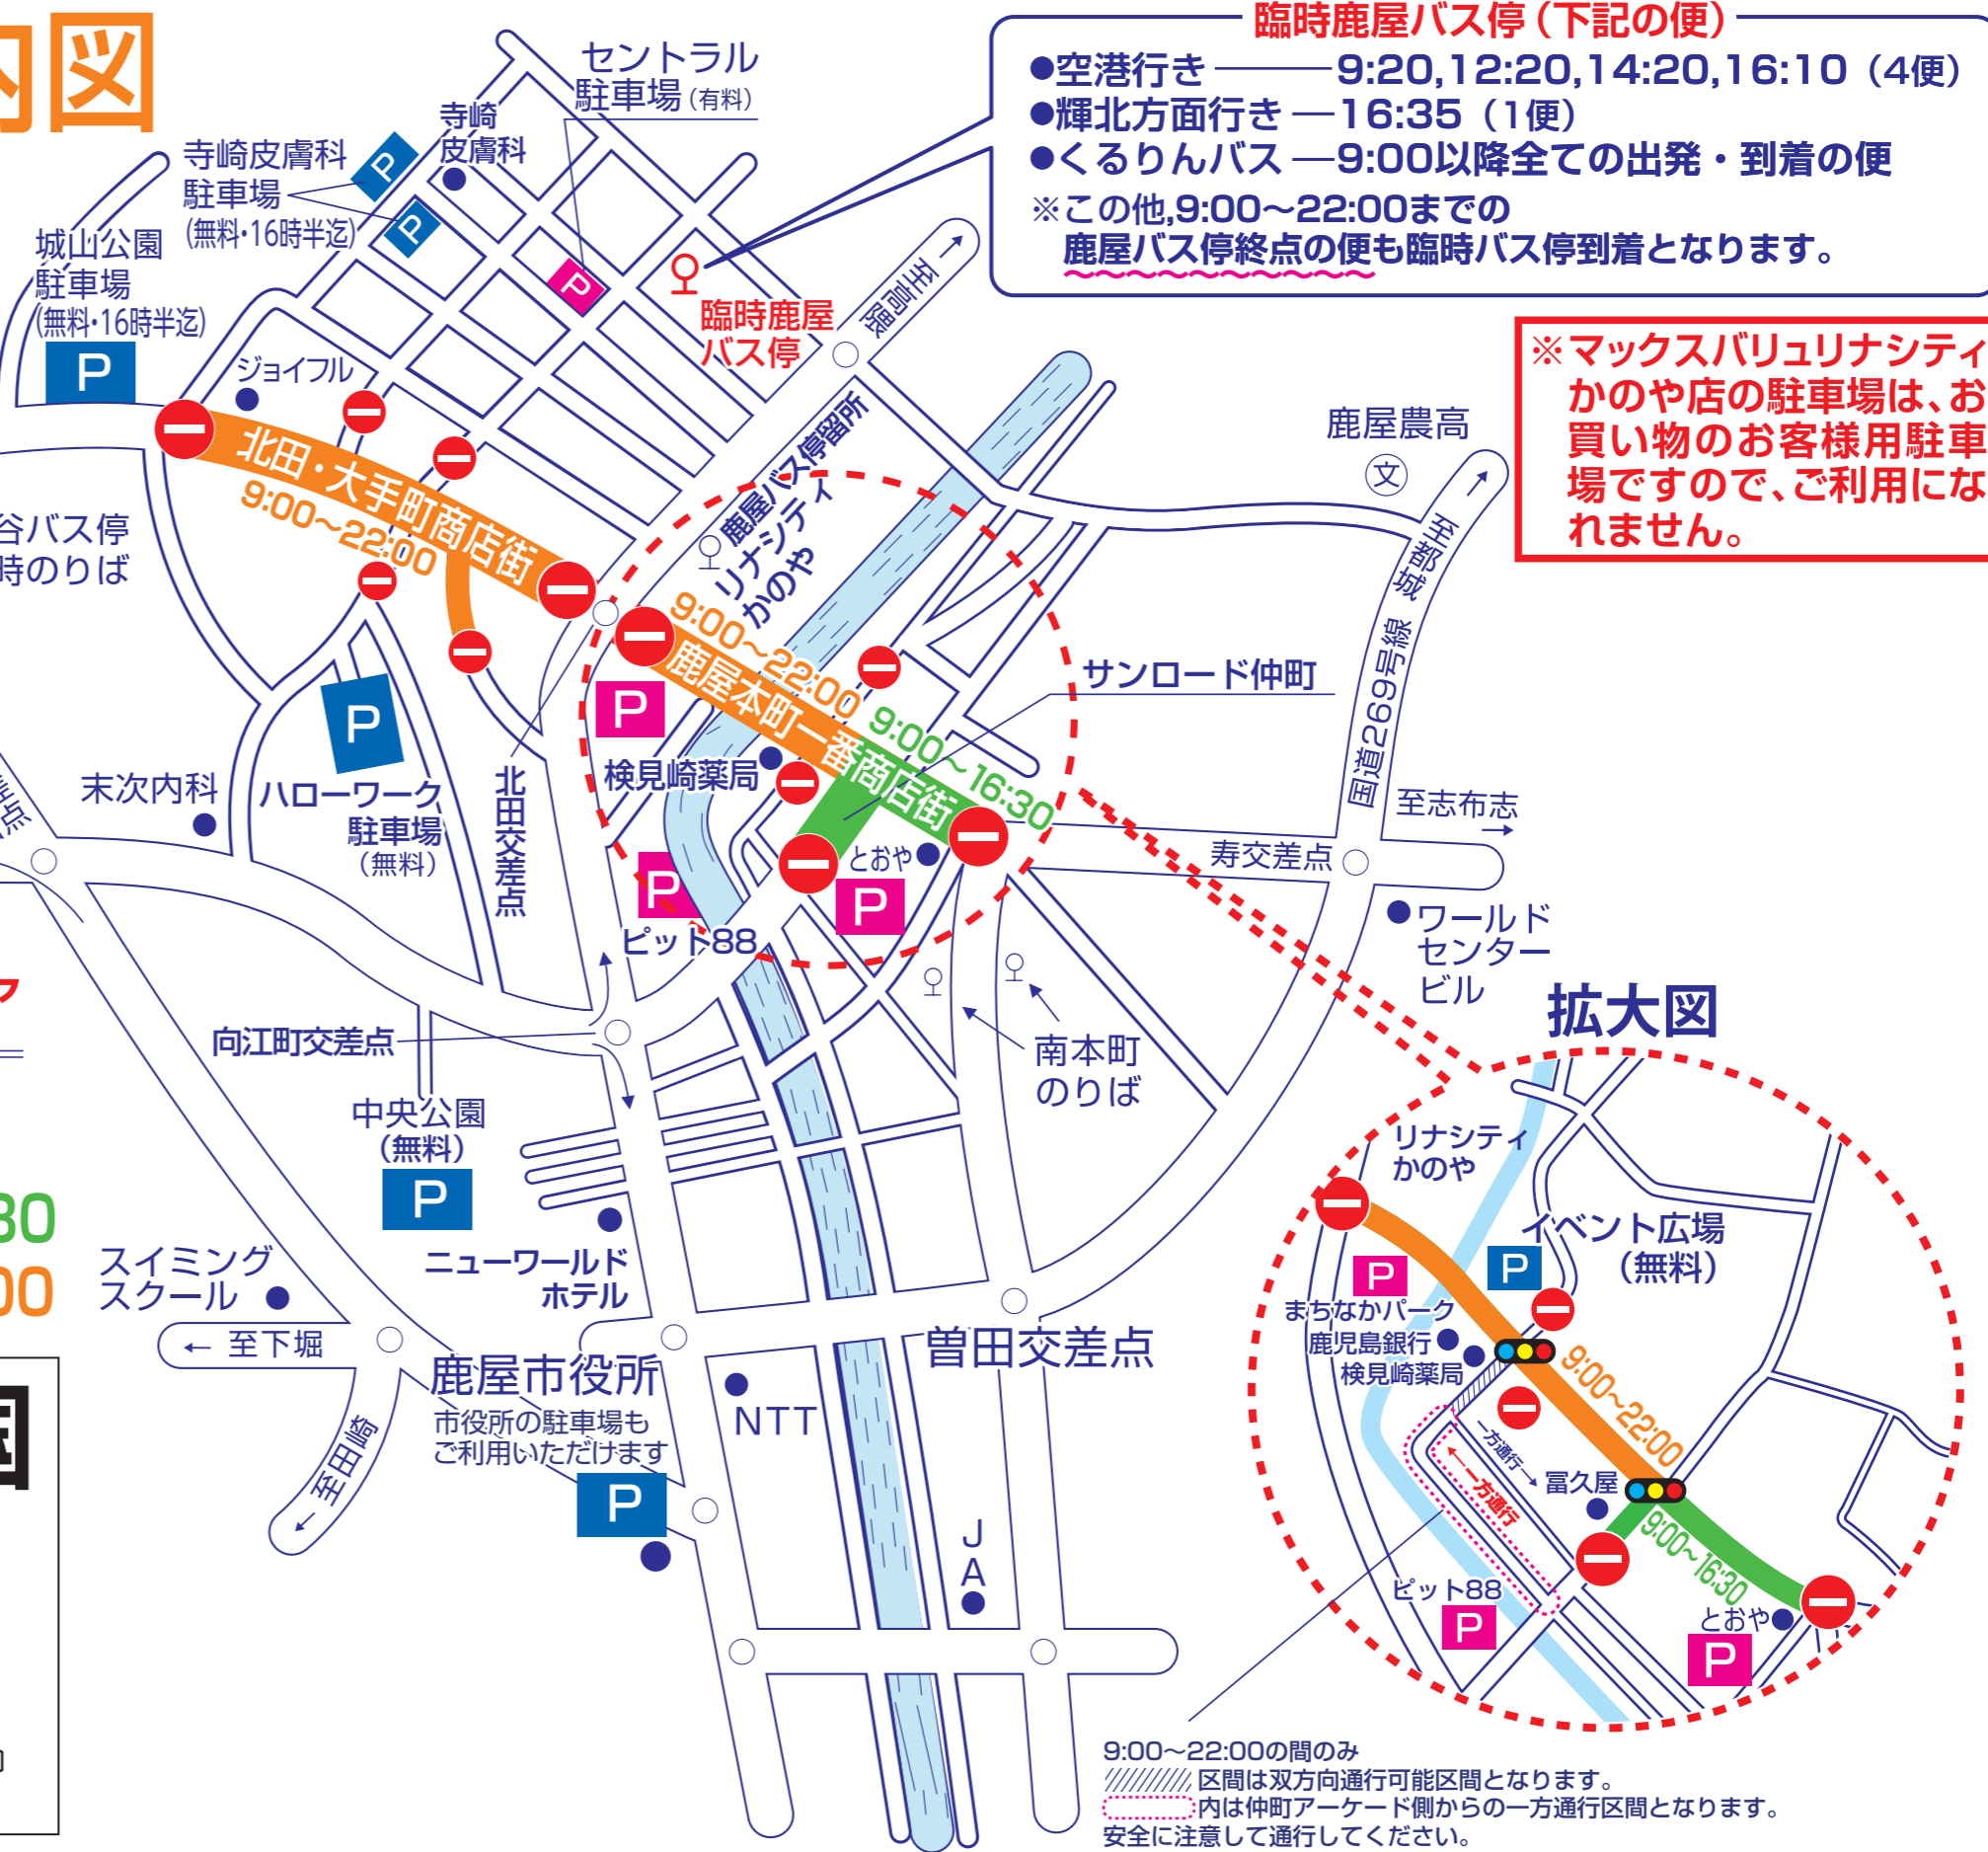 内図
臨時鹿屋バス停（下記の便）
●空港行き ――― 9:20,12:20,14:20,16:10（4便）
●輝北方面行き ― 16:35（1便）
●くるりんバス ― 9:00以降全ての出発・到着の便
※この他,9:00〜22:00までの
鹿屋バス停終点の便も臨時バス停到着となります。
※マックスバリュリナシティ
かのや店の駐車場は、お
買い物のお客様用駐車
場ですので、ご利用にな
れません。
セントラル
駐車場（有料）
寺崎
皮膚科
寺崎皮膚科
駐車場
（無料・16時半迄）
P
P
P
城山公園
駐車場
（無料・16時半迄）
P
臨時鹿屋
バス停
至高隈
ジョイフル
北田・大手町商店街
9:00〜22:00
谷バス停
時のりば
鹿屋バス停留所
リナシティ
かのや
鹿屋農高
文
至都城
国道269号線
9:00〜22:00
鹿屋本町一番商店街
9:00〜16:30
サンロード仲町
P
P
検見崎薬局
末次内科
ハローワーク
駐車場
（無料）
北田交差点
P
ピット88
とおや
P
寿交差点
至志布志
ワールド
センター
ビル
向江町交差点
南本町
のりば
中央公園
（無料）
P
30
00
スイミング
スクール
ニューワールド
ホテル
至下堀
至田崎
鹿屋市役所
市役所の駐車場も
ご利用いただけます
P
NTT
曽田交差点
JA
拡大図
リナシティ
かのや
イベント広場
（無料）
P
P
まちなかパーク
鹿児島銀行
検見崎薬局
9:00〜22:00
一方通行
一方通行
冨久屋
9:00〜16:30
ピット88
P
とおや
P
9:00〜22:00の間のみ
区間は双方向通行可能区間となります。
内は仲町アーケード側からの一方通行区間となります。
安全に注意して通行してください。